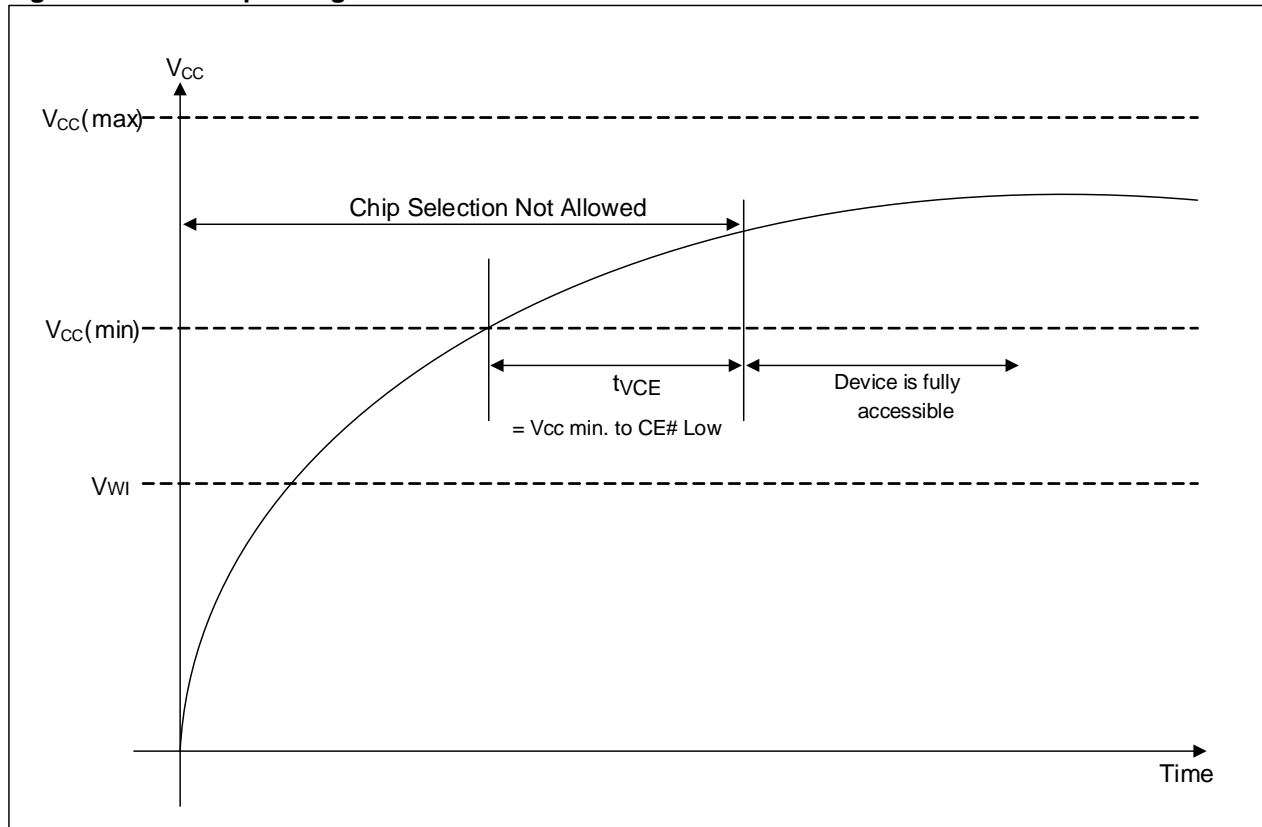 VCC
VCC(max)
Chip Selection Not Allowed
VCC(min)
tVCE
= Vcc min. to CE# Low
Device is fully
accessible
VWI
Time